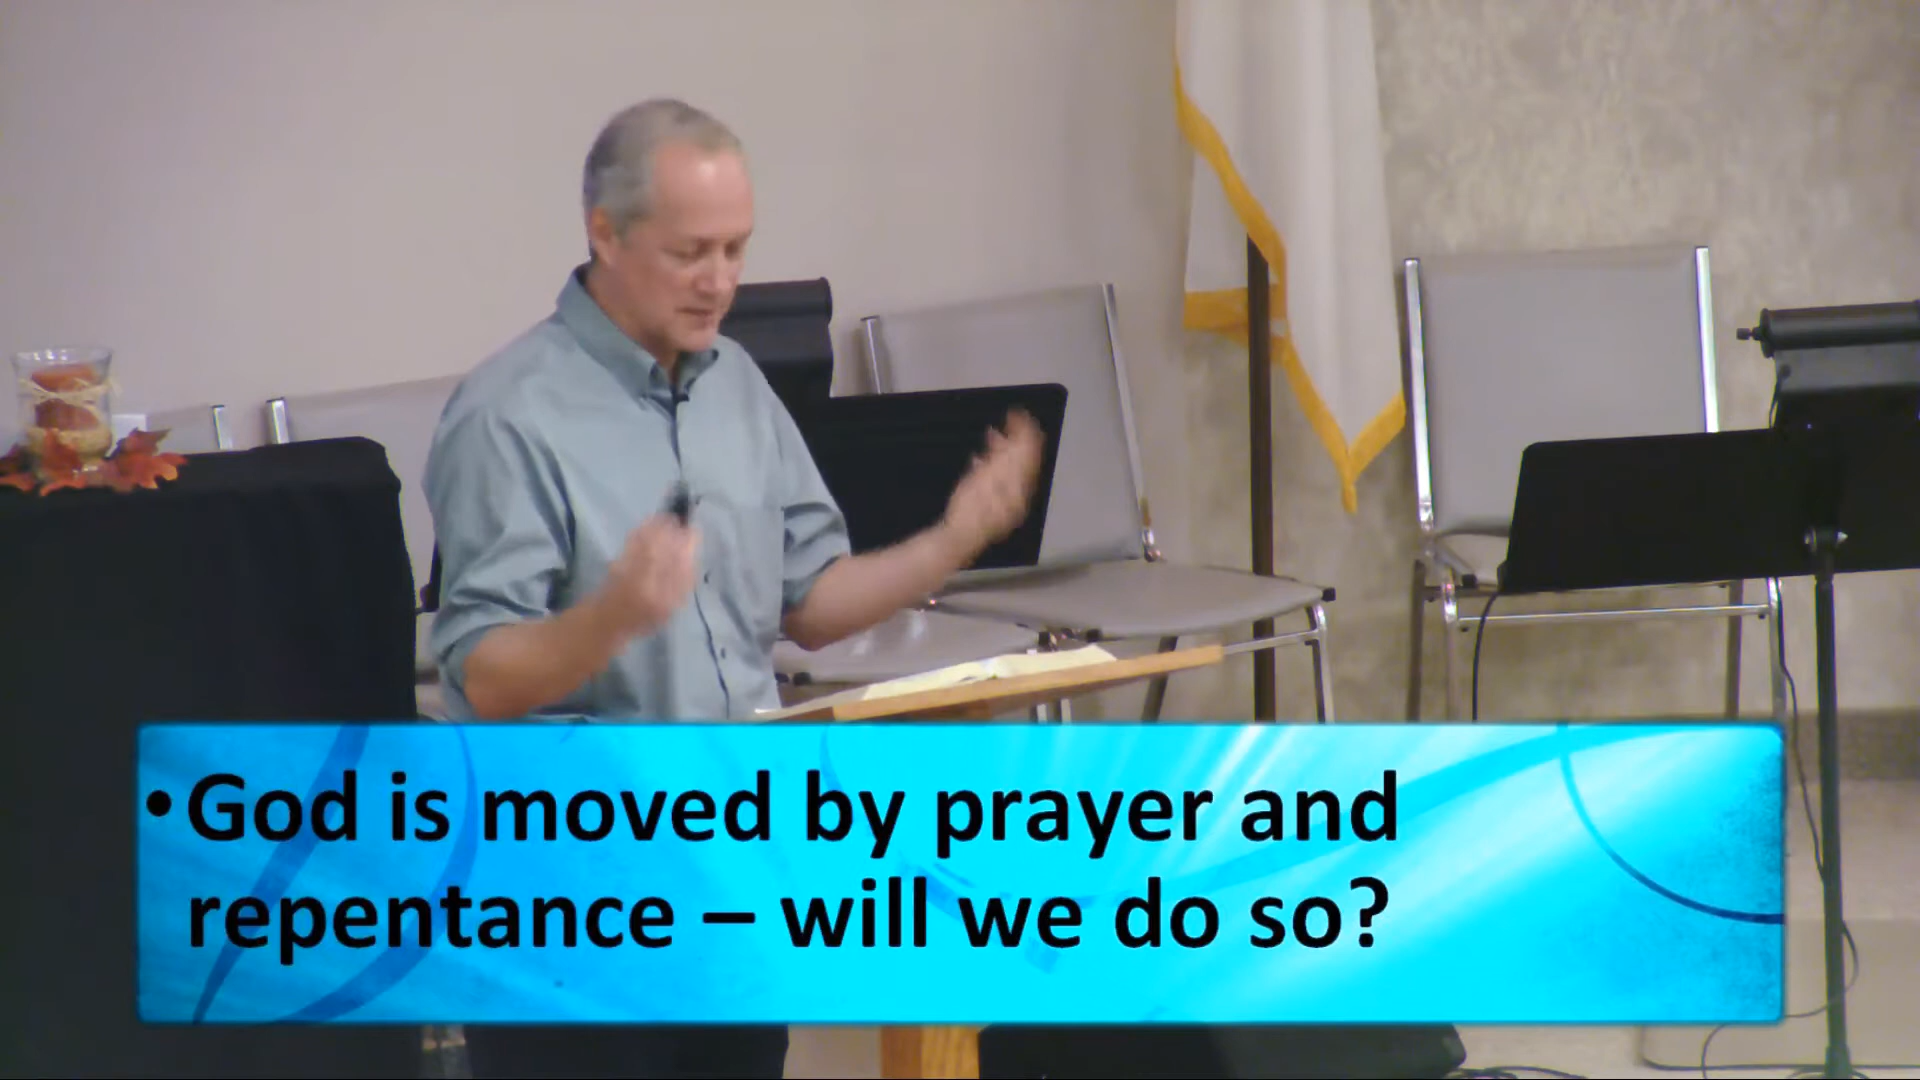 •God is moved by prayer and
repentance – will we do so?